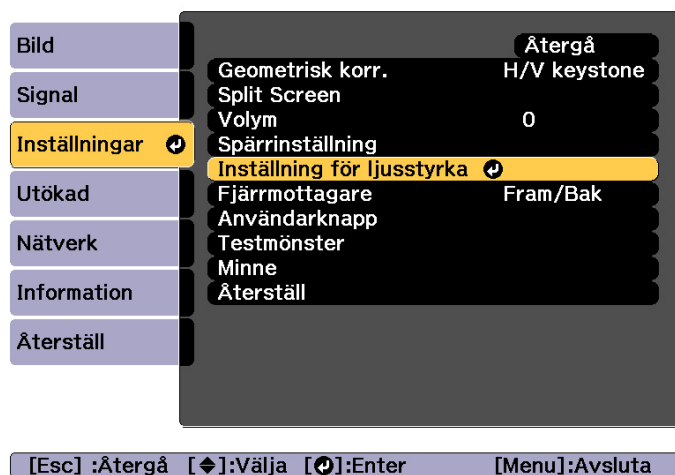 Bild
Signal
Inställningar
Utökad
Nätverk
Information
Återställ
Återgå
Geometrisk korr. H/V keystone
Split Screen
Volym 0
Spärrinställning
Inställning för ljusstyrka
Fjärrmottagare Fram/Bak
Användarknapp
Testmönster
Minne
Återställ
[Esc] :Återgå [◆]:Välja [↵]:Enter [Menu]:Avsluta